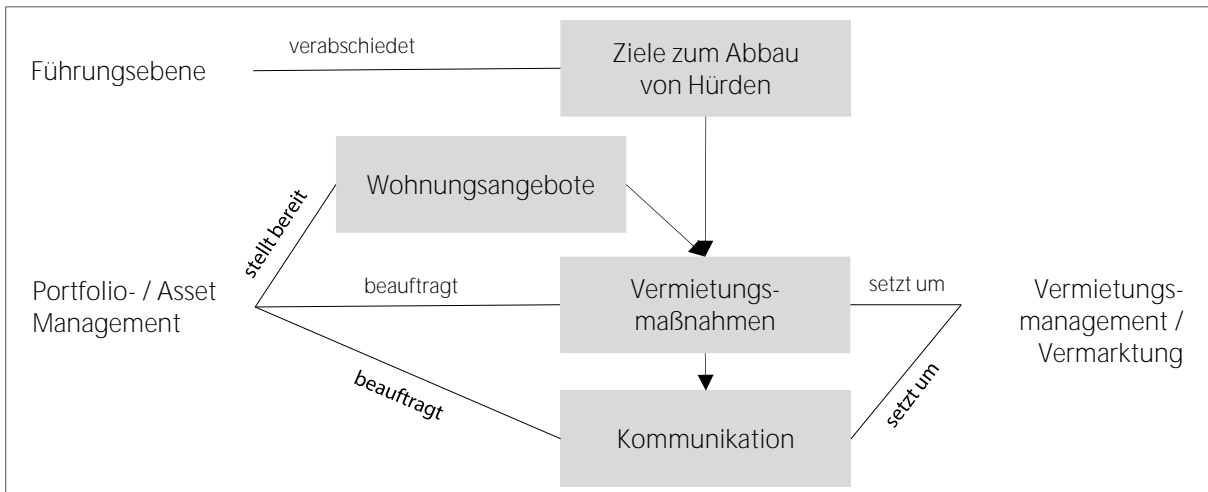 verabschiedet
Führungsebene
Ziele zum Abbau
von Hürden
Wohnungsangebote
stellt bereit
Portfolio- / Asset
Management
beauftragt
Vermietungs-
maßnahmen
setzt um
Vermietungs-
management /
Vermarktung
beauftragt
Kommunikation
setzt um